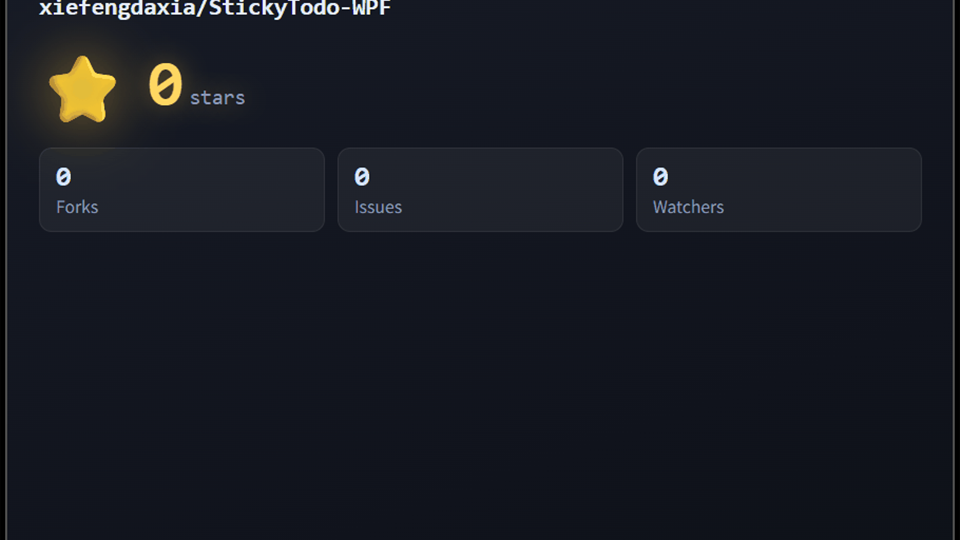 xiefengdaxia/StickyTodo-WPF
0 stars
0
Forks
0
Issues
0
Watchers